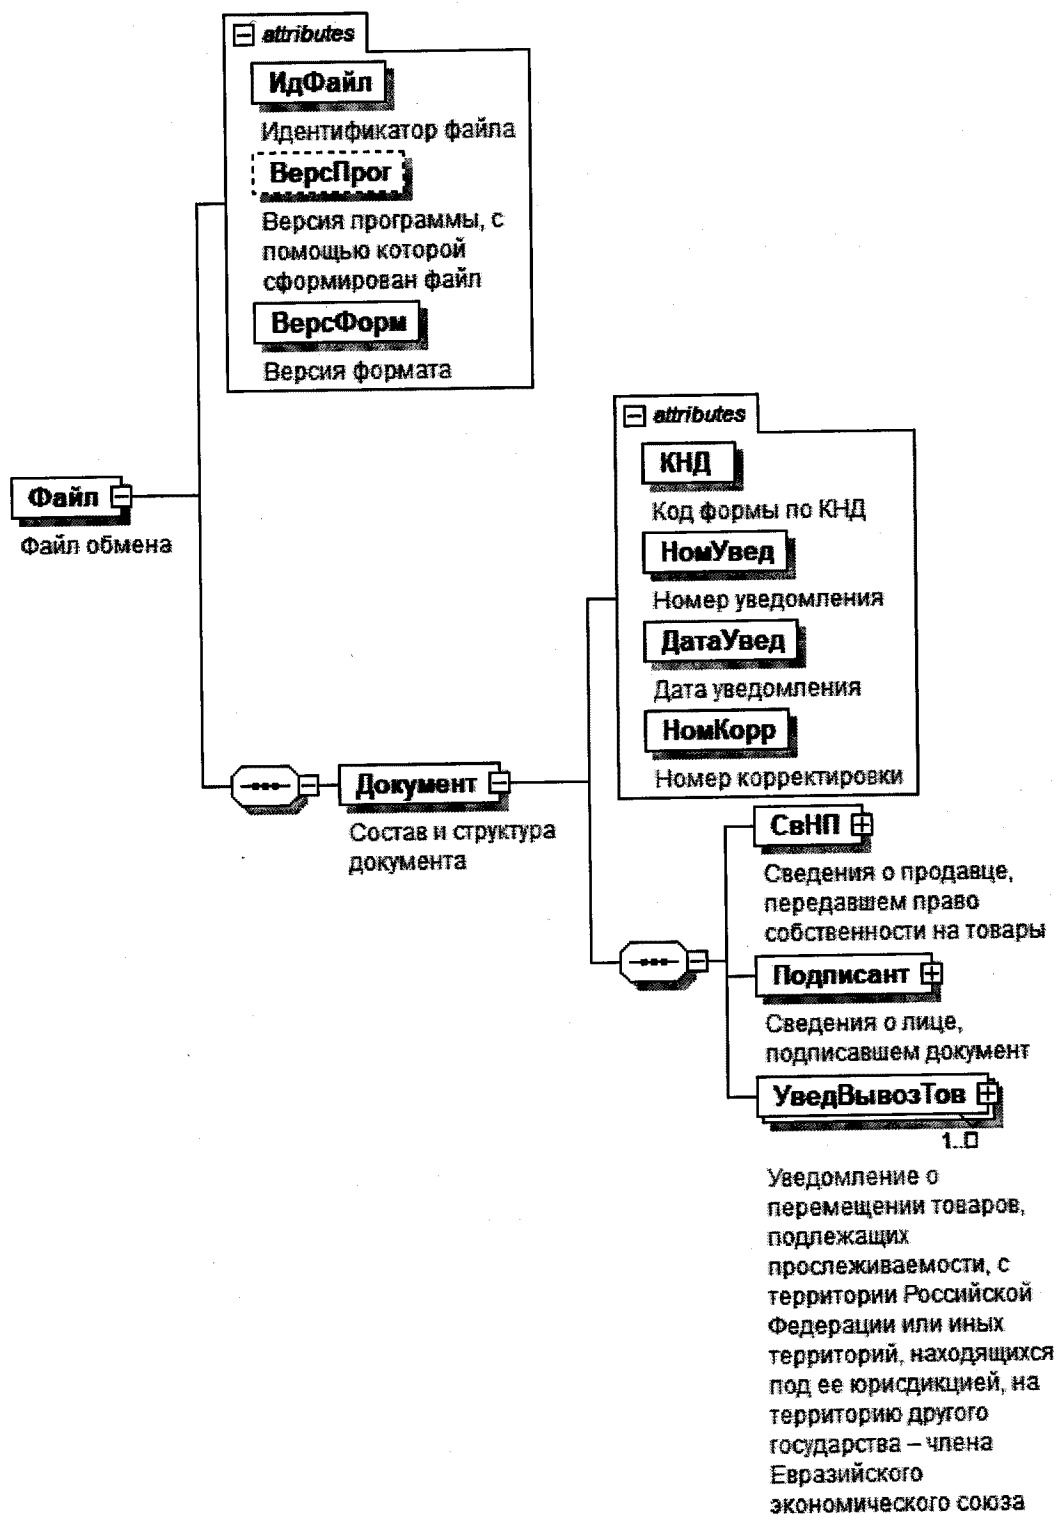 attributes
ИдФайл
Идентификатор файла
ВерсПрог
Версия программы, с
помощью которой
сформирован файл
ВерсФорм
Версия формата
Файл
Файл обмена
Документ
Состав и структура
документа
attributes
КНД
Код формы по КНД
НомУвед
Номер уведомления
ДатаУвед
Дата уведомления
НомКорр
Номер корректировки
СвНП
Сведения о продавце,
передавшем право
собственности на товары
Подписант
Сведения о лице,
подписавшем документ
УведВывозТов
1..□
Уведомление о
перемещении товаров,
подлежащих
прослеживаемости, с
территории Российской
Федерации или иных
территорий, находящихся
под ее юрисдикцией, на
территорию другого
государства – члена
Евразийского
экономического союза